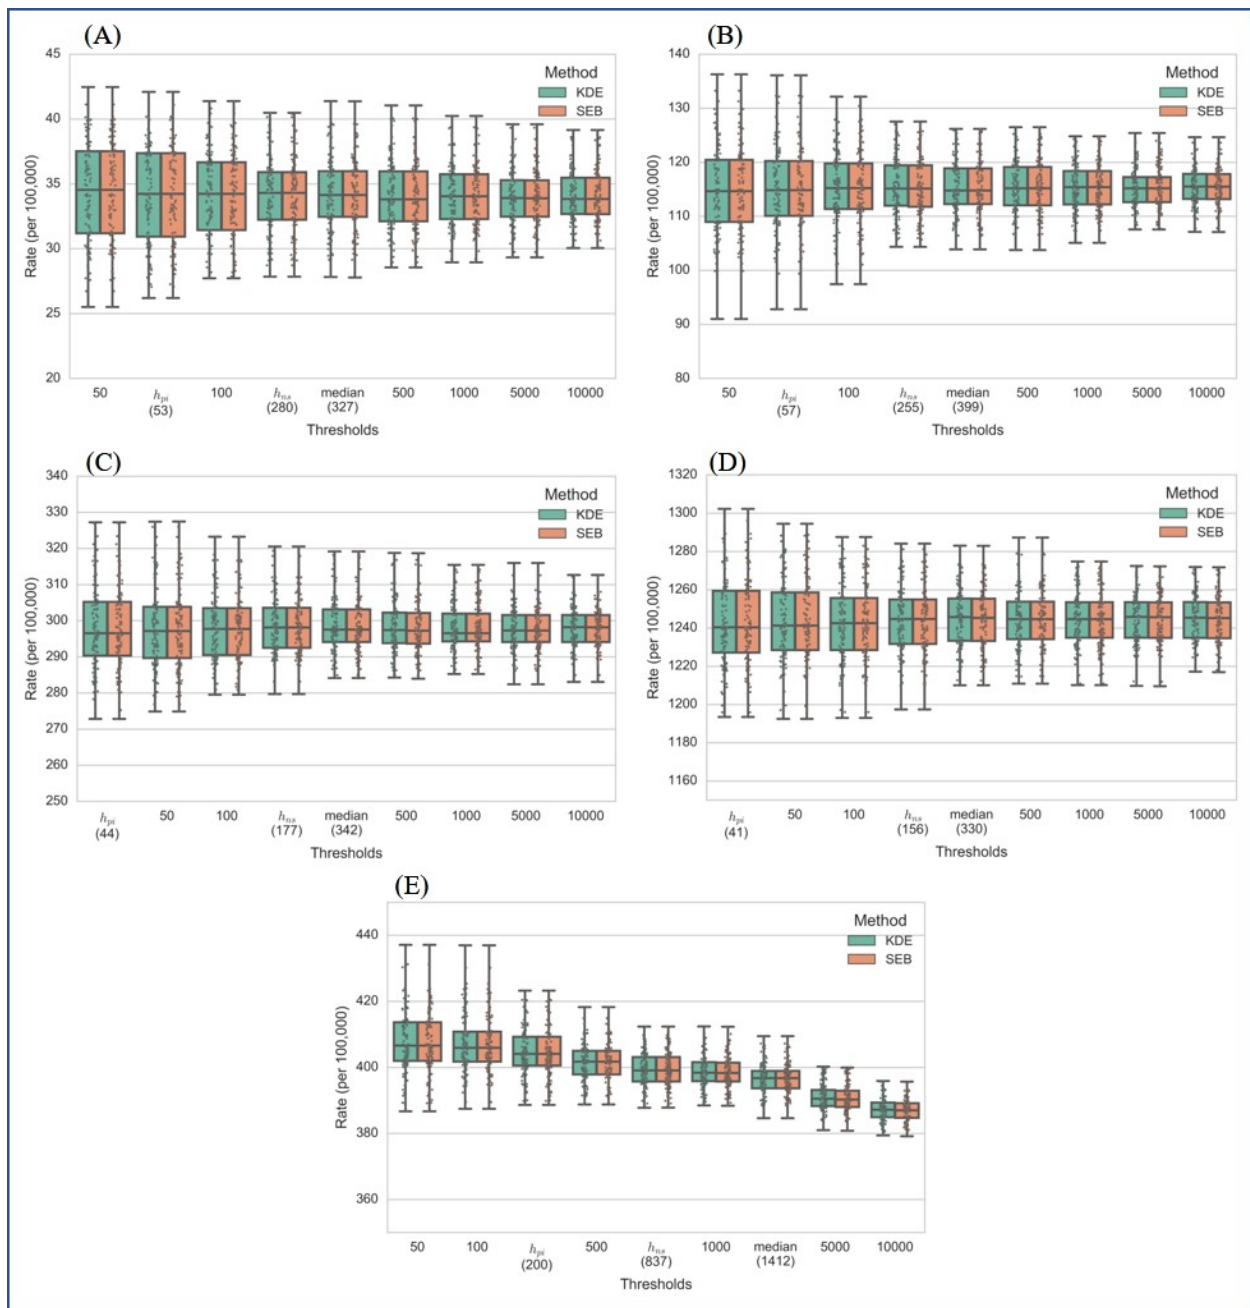 (A)
45
40
35
30
25
20
Rate (per 100,000)
Method
KDE
SEB
50 h_pi 100 h_ns median 500 1000 5000 10000
(53) (280) (327)
Thresholds
(B)
140
130
120
110
100
90
80
Rate (per 100,000)
Method
KDE
SEB
50 h_pi 100 h_ns median 500 1000 5000 10000
(57) (255) (399)
Thresholds
(C)
340
330
320
310
300
290
280
270
260
250
Rate (per 100,000)
Method
KDE
SEB
h_pi 50 100 h_ns median 500 1000 5000 10000
(44) (177) (342)
Thresholds
(D)
1320
1300
1280
1260
1240
1220
1200
1180
1160
Rate (per 100,000)
Method
KDE
SEB
h_pi 50 100 h_ns median 500 1000 5000 10000
(41) (156) (330)
Thresholds
(E)
440
420
400
380
360
Rate (per 100,000)
Method
KDE
SEB
50 100 h_pi 500 h_ns 1000 median 5000 10000
(200) (837) (1412)
Thresholds